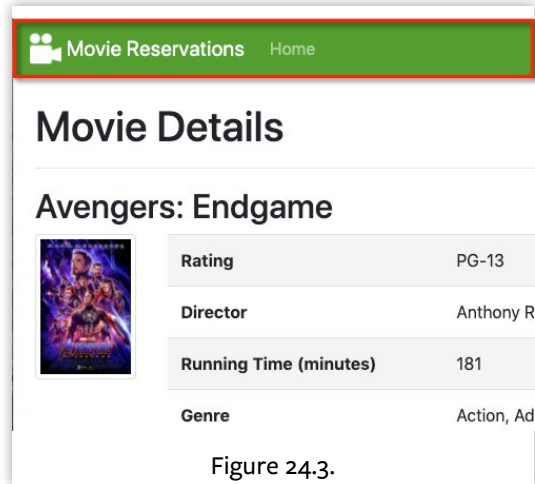 Movie Reservations Home
Movie Details
Avengers: Endgame
Rating PG-13
Director Anthony R
Running Time (minutes) 181
Genre Action, Ad
Figure 24.3.